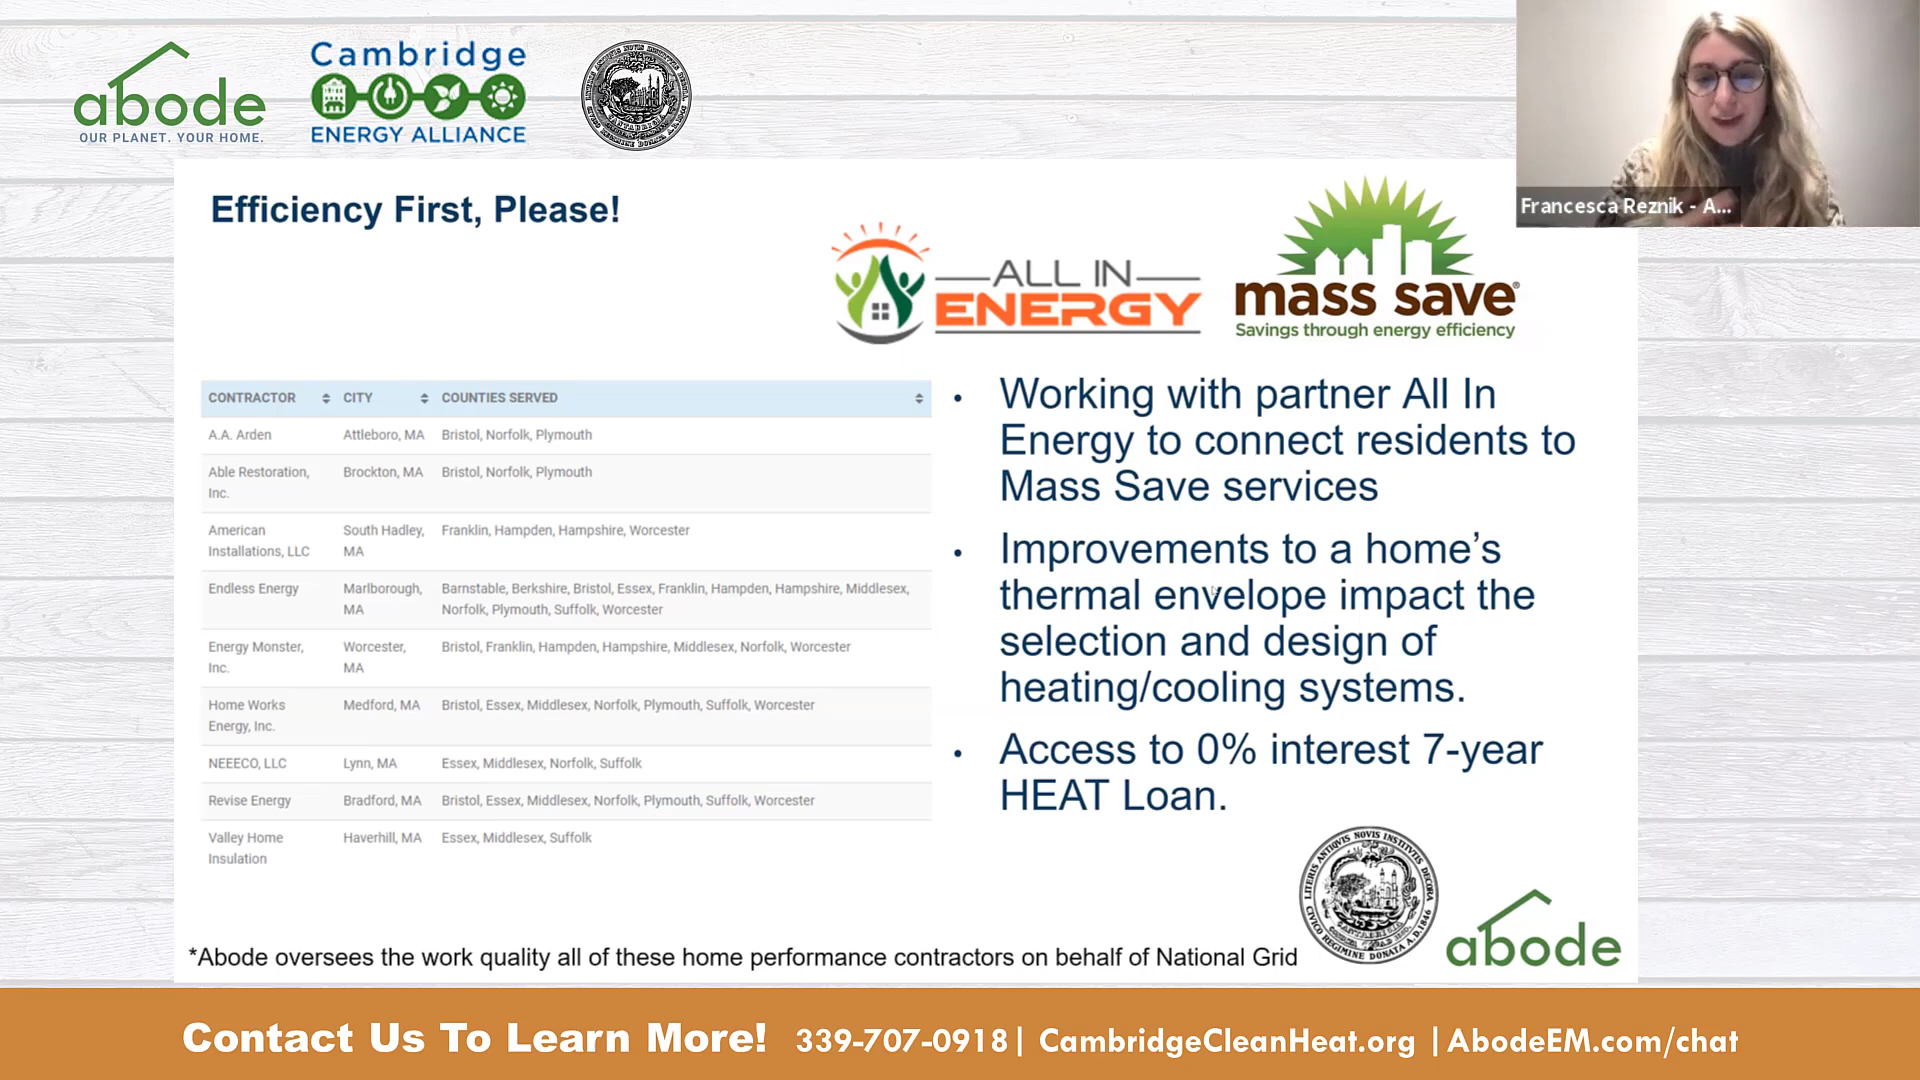 abode
OUR PLANET. YOUR HOME.
Cambridge
ENERGY ALLIANCE
Francesca Reznik - A...
Efficiency First, Please!
ALL IN
ENERGY
mass save®
Savings through energy efficiency
CONTRACTOR CITY COUNTIES SERVED
A.A. Arden Attleboro, MA Bristol, Norfolk, Plymouth
Able Restoration, Brockton, MA Bristol, Norfolk, Plymouth
Inc.
American South Hadley, Franklin, Hampden, Hampshire, Worcester
Installations, LLC MA
Endless Energy Marlborough, Barnstable, Berkshire, Bristol, Essex, Franklin, Hampden, Hampshire, Middlesex,
MA Norfolk, Plymouth, Suffolk, Worcester
Energy Monster, Worcester, Bristol, Franklin, Hampden, Hampshire, Middlesex, Norfolk, Worcester
Inc. MA
Home Works Medford, MA Bristol, Essex, Middlesex, Norfolk, Plymouth, Suffolk, Worcester
Energy, Inc.
NEEECO, LLC Lynn, MA Essex, Middlesex, Norfolk, Suffolk
Revise Energy Bradford, MA Bristol, Essex, Middlesex, Norfolk, Plymouth, Suffolk, Worcester
Valley Home Haverhill, MA Essex, Middlesex, Suffolk
Insulation
• Working with partner All In
Energy to connect residents to
Mass Save services
• Improvements to a home's
thermal envelope impact the
selection and design of
heating/cooling systems.
• Access to 0% interest 7-year
HEAT Loan.
LITERIS ANTIQVIS NOVIS INSTITVTIS DECORA
CIVICO REGIMINE DONATA A.D. 1846
abode
*Abode oversees the work quality all of these home performance contractors on behalf of National Grid
Contact Us To Learn More! 339-707-0918| CambridgeCleanHeat.org |AbodeEM.com/chat